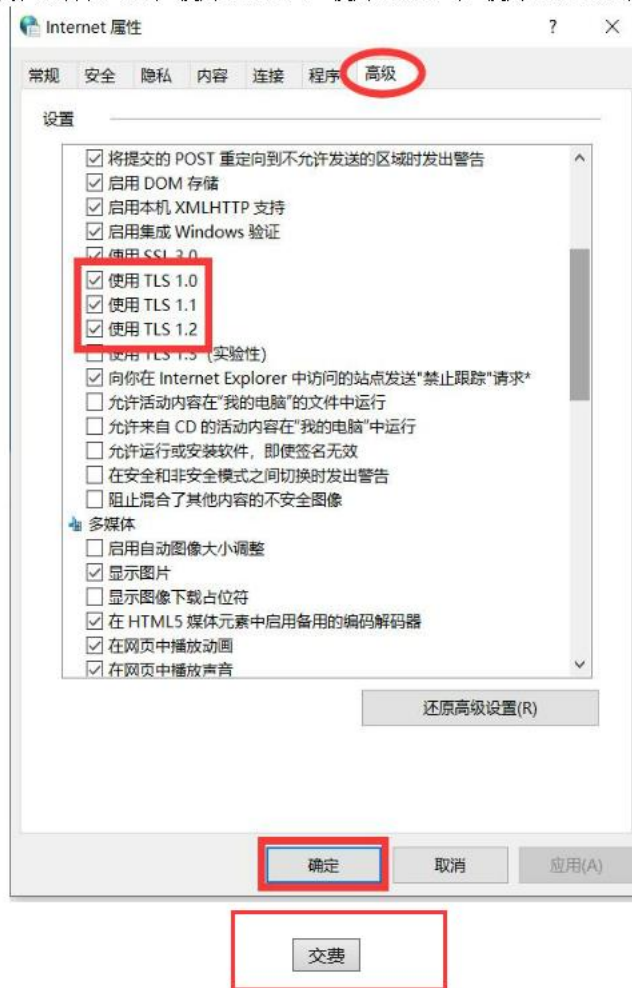 Internet 属性
?
常规 安全 隐私 内容 连接 程序 高级
设置
将提交的 POST 重定向到不允许发送的区域时发出警告
启用 DOM 存储
启用本机 XMLHTTP 支持
启用集成 Windows 验证
使用 SSL 3.0
使用 TLS 1.0
使用 TLS 1.1
使用 TLS 1.2
使用 TLS 1.3 (实验性)
向你在 Internet Explorer 中访问的站点发送"禁止跟踪"请求*
允许活动内容在"我的电脑"的文件中运行
允许来自 CD 的活动内容在"我的电脑"中运行
允许运行或安装软件，即使签名无效
在安全和非安全模式之间切换时发出警告
阻止混合了其他内容的不安全图像
多媒体
启用自动图像大小调整
显示图片
显示图像下载占位符
在 HTML5 媒体元素中启用备用的编码解码器
在网页中播放动画
在网页中播放声音
还原高级设置(R)
确定 取消 应用(A)
交费